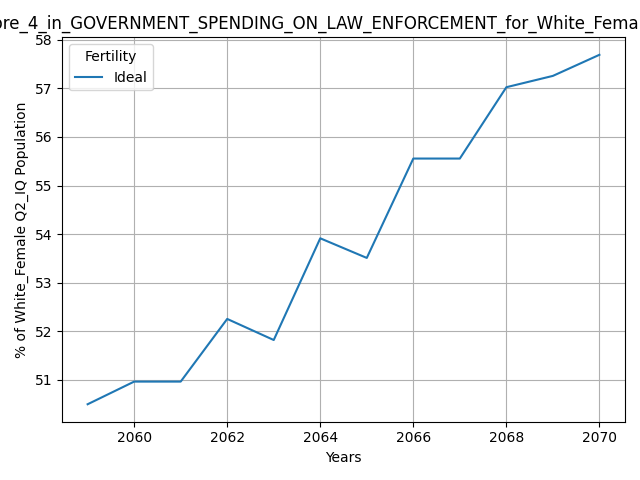 ore_4_in_GOVERNMENT_SPENDING_ON_LAW_ENFORCEMENT_for_White_Fema
Fertility
Ideal
58
57
56
55
54
53
52
51
% of White_Female Q2_IQ Population
2060 2062 2064 2066 2068 2070
Years